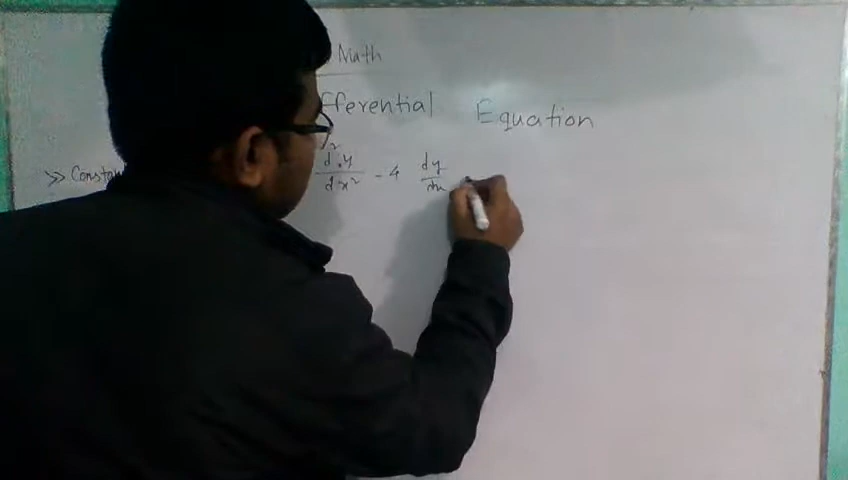 Math
fferential Equation
>> Constan d²y/dx² - 4 dy/dx